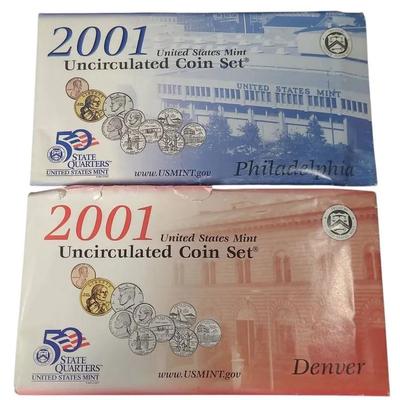 2001 United States Mint
Uncirculated Coin Set®
UNITED STATES MINT
50
STATE
QUARTERS
UNITED STATES MINT
www.USMINT.gov
Philadelphia
2001 United States Mint
Uncirculated Coin Set®
50
STATE
QUARTERS
UNITED STATES MINT
www.USMINT.gov
Denver